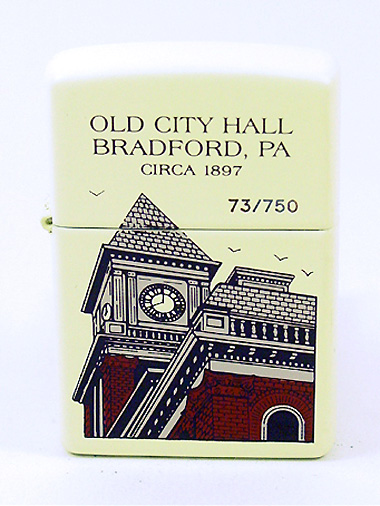 OLD CITY HALL
BRADFORD, PA
CIRCA 1897
73/750